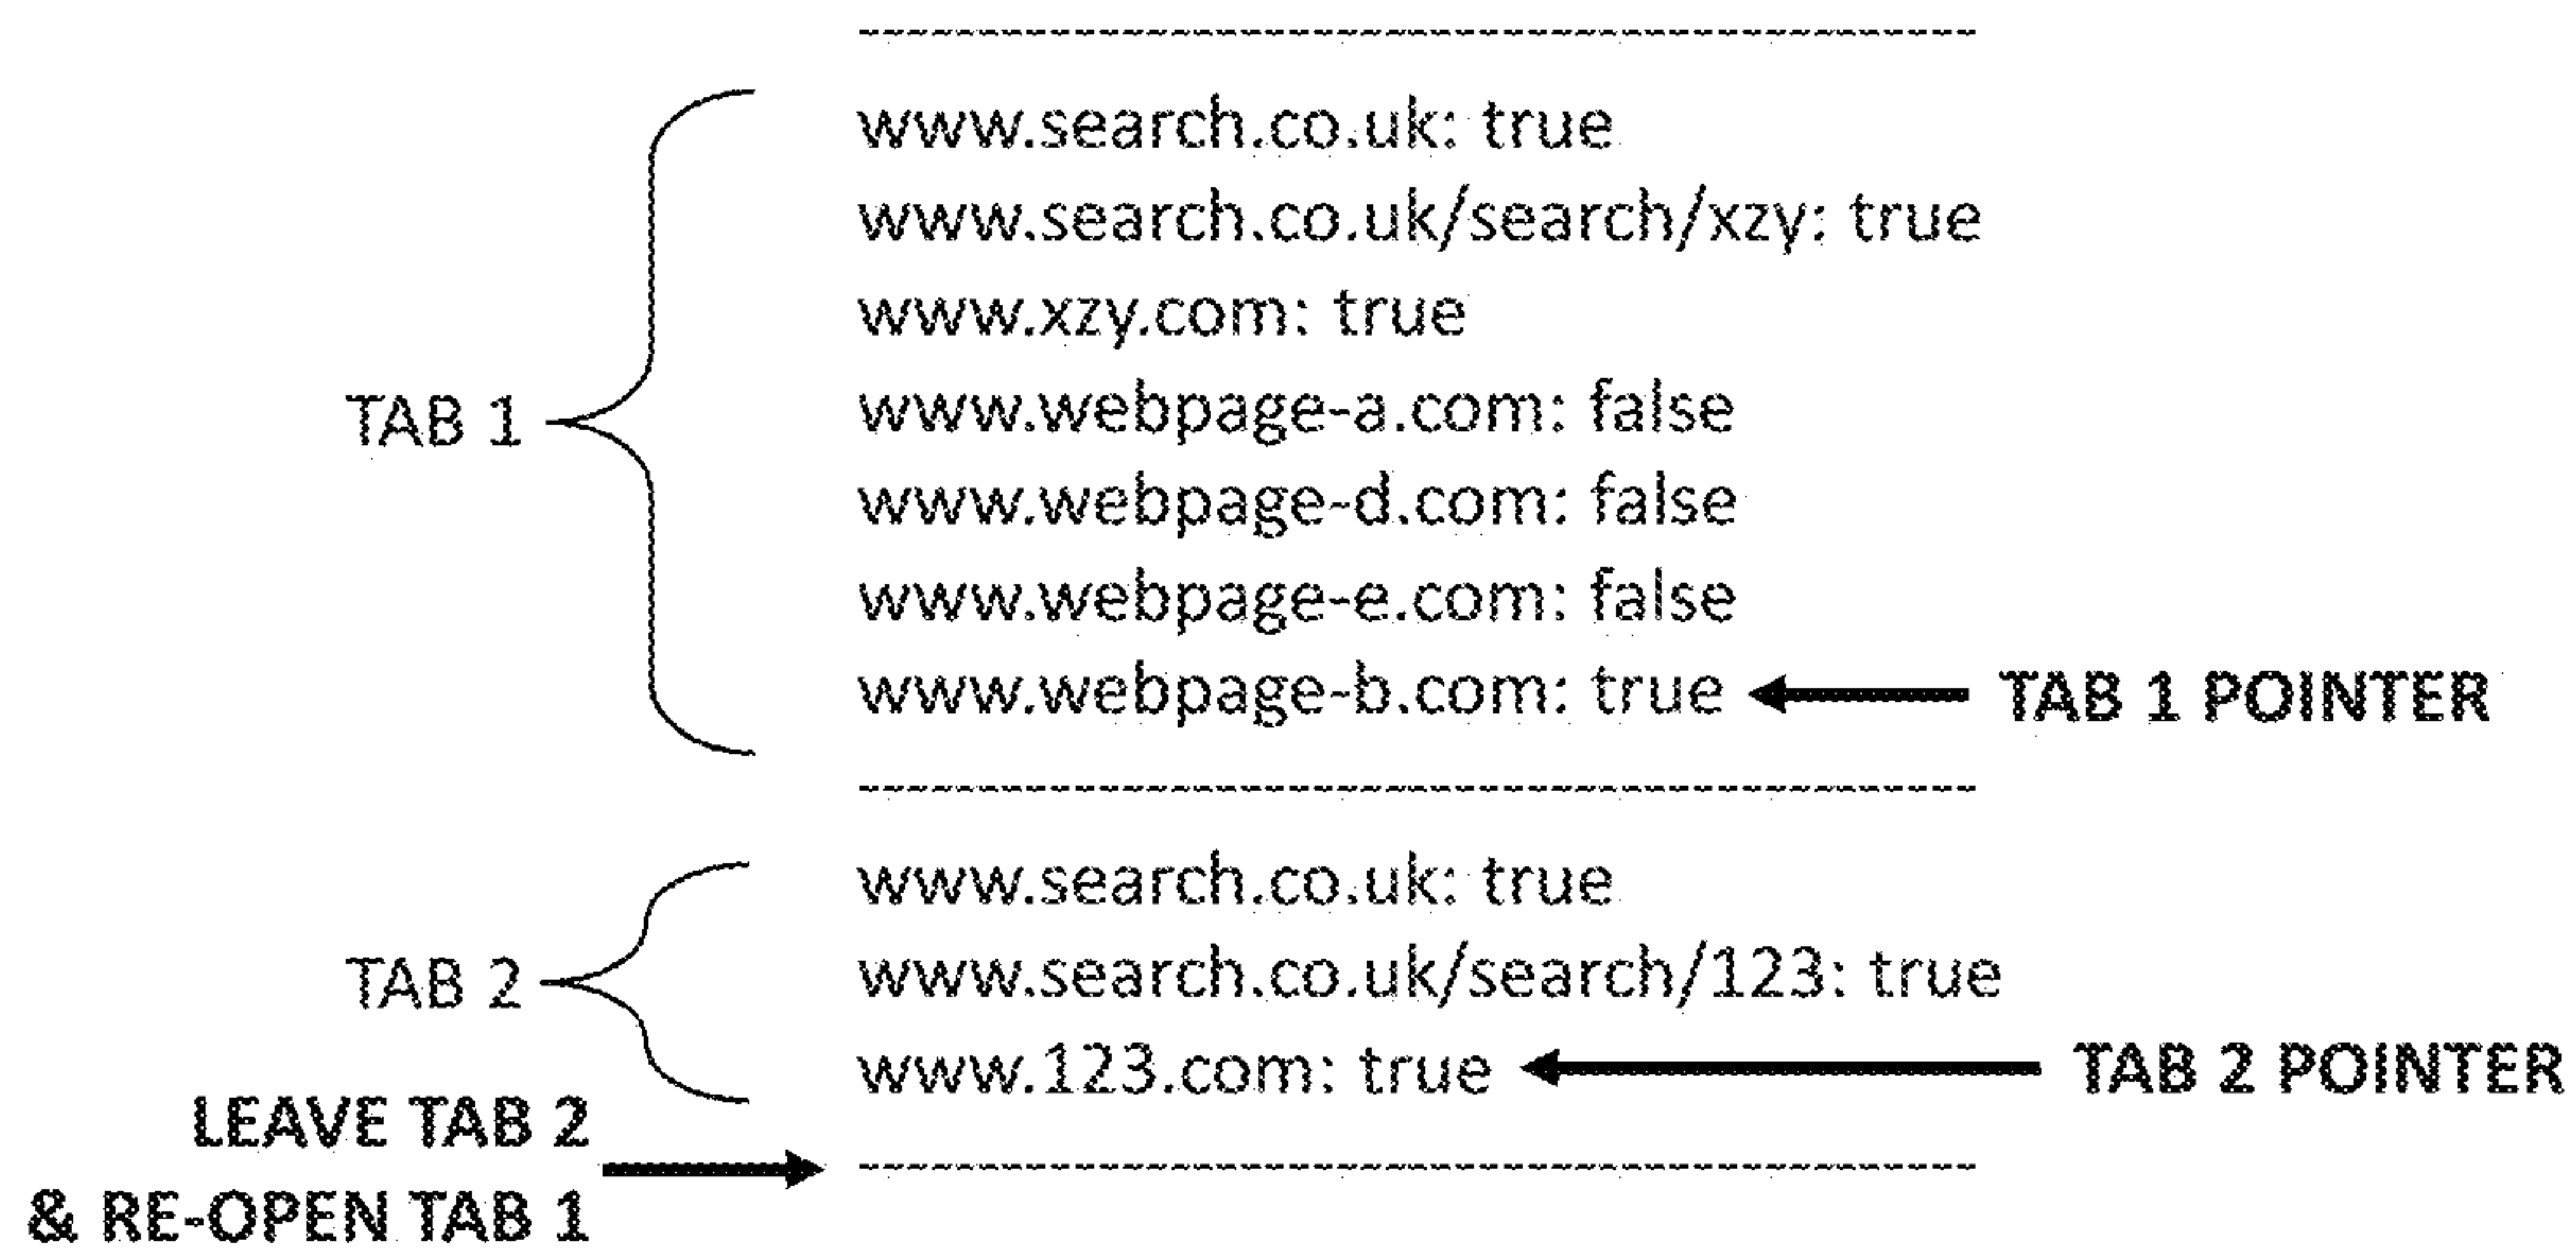 -----------------------------------------------
www.search.co.uk: true
www.search.co.uk/search/xzy: true
www.xzy.com: true
TAB 1
www.webpage-a.com: false
www.webpage-d.com: false
www.webpage-e.com: false
www.webpage-b.com: true
TAB 1 POINTER
-----------------------------------------------
www.search.co.uk: true
TAB 2
www.search.co.uk/search/123: true
www.123.com: true
TAB 2 POINTER
LEAVE TAB 2
& RE-OPEN TAB 1
-----------------------------------------------